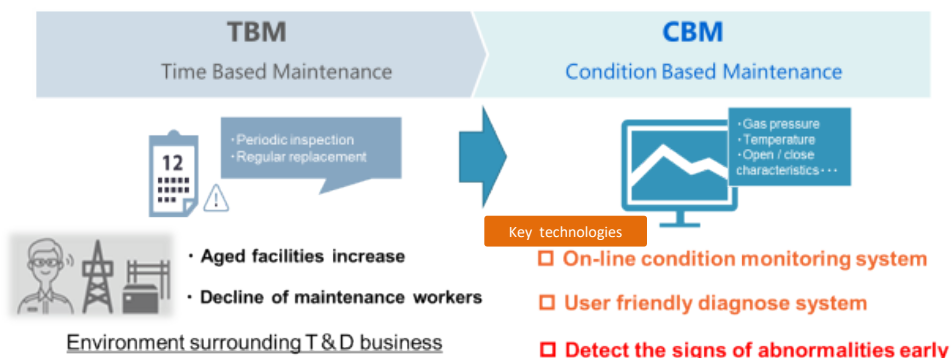 TBM
Time Based Maintenance
CBM
Condition Based Maintenance
・Periodic inspection
・Regular replacement
12
・Gas pressure
・Temperature
・Open / close
characteristics・・・
Key technologies
・Aged facilities increase
・Decline of maintenance workers
Environment surrounding T&D business
□ On-line condition monitoring system
□ User friendly diagnose system
□ Detect the signs of abnormalities early